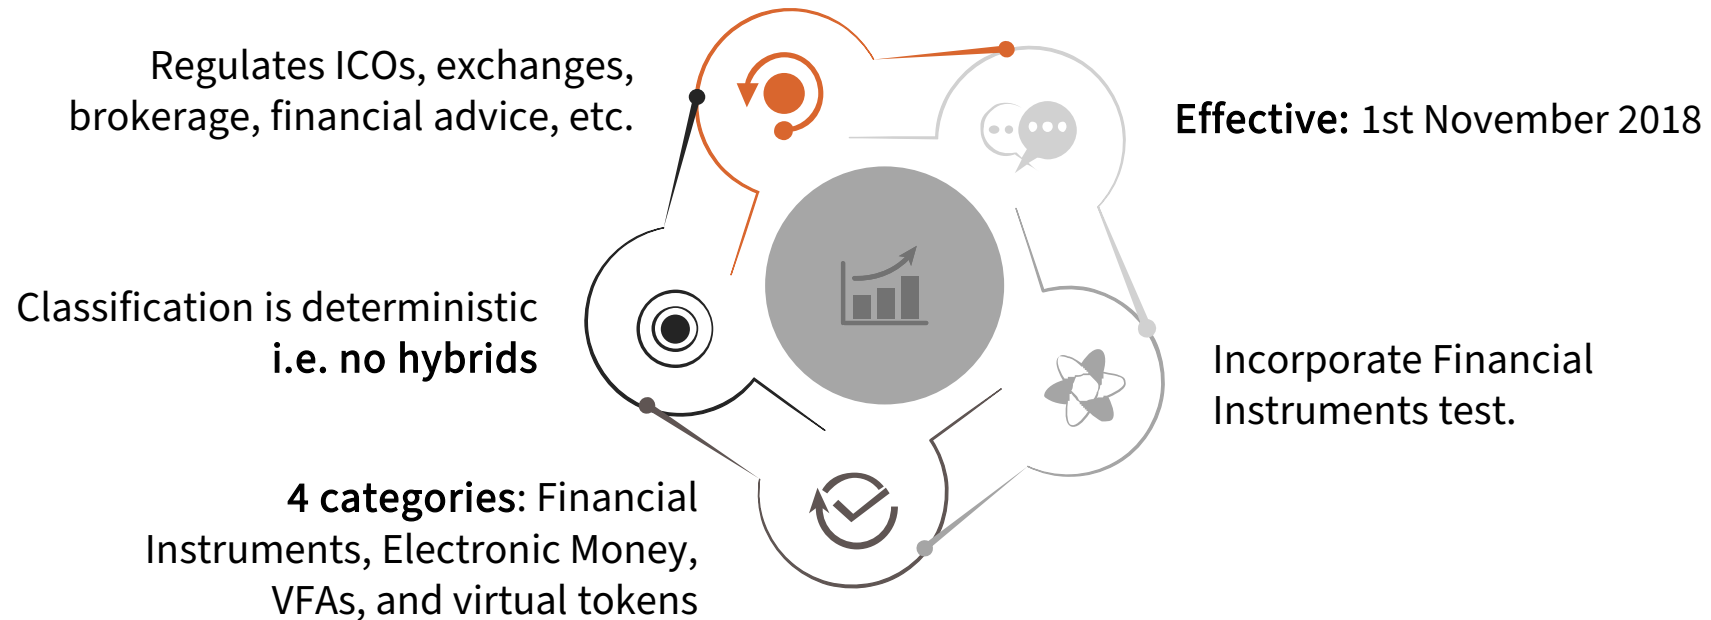 Regulates ICOs, exchanges,
brokerage, financial advice, etc.
Effective: 1st November 2018
Classification is deterministic
i.e. no hybrids
Incorporate Financial
Instruments test.
4 categories: Financial
Instruments, Electronic Money,
VFAs, and virtual tokens